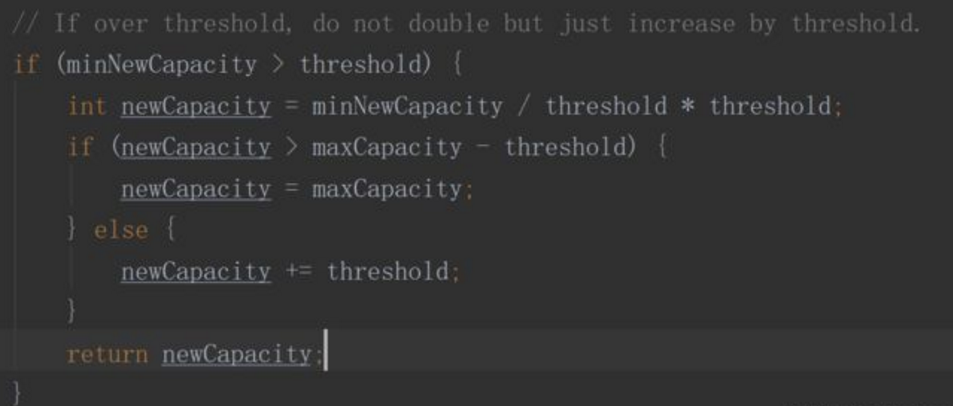 // If over threshold, do not double but just increase by threshold.
if (minNewCapacity > threshold) {
int newCapacity = minNewCapacity / threshold * threshold;
if (newCapacity > maxCapacity - threshold) {
newCapacity = maxCapacity;
} else {
newCapacity += threshold;
}
return newCapacity;
}